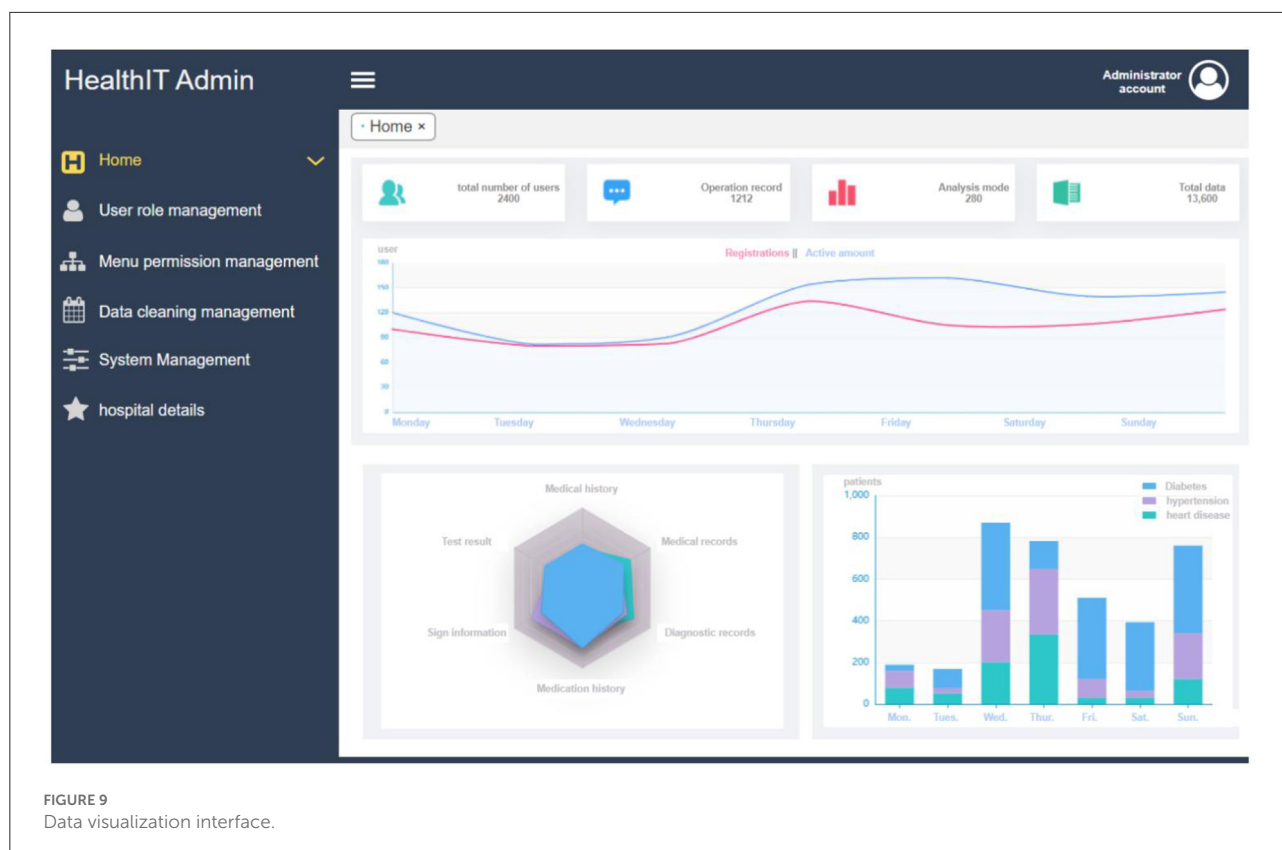 HealthIT Admin
Administrator
account
Home ×
Home
User role management
Menu permission management
Data cleaning management
System Management
hospital details
total number of users
2400
Operation record
1212
Analysis mode
280
Total data
13,600
user
Registrations || Active amount
180
150
120
90
60
30
0
Monday Tuesday Wednesday Thursday Friday Saturday Sunday
Medical history
Test result
Medical records
Sign information
Diagnostic records
Medication history
patients
1,000
800
600
400
200
0
Diabetes
hypertension
heart disease
Mon. Tues. Wed. Thur. Fri. Sat. Sun.
FIGURE 9
Data visualization interface.